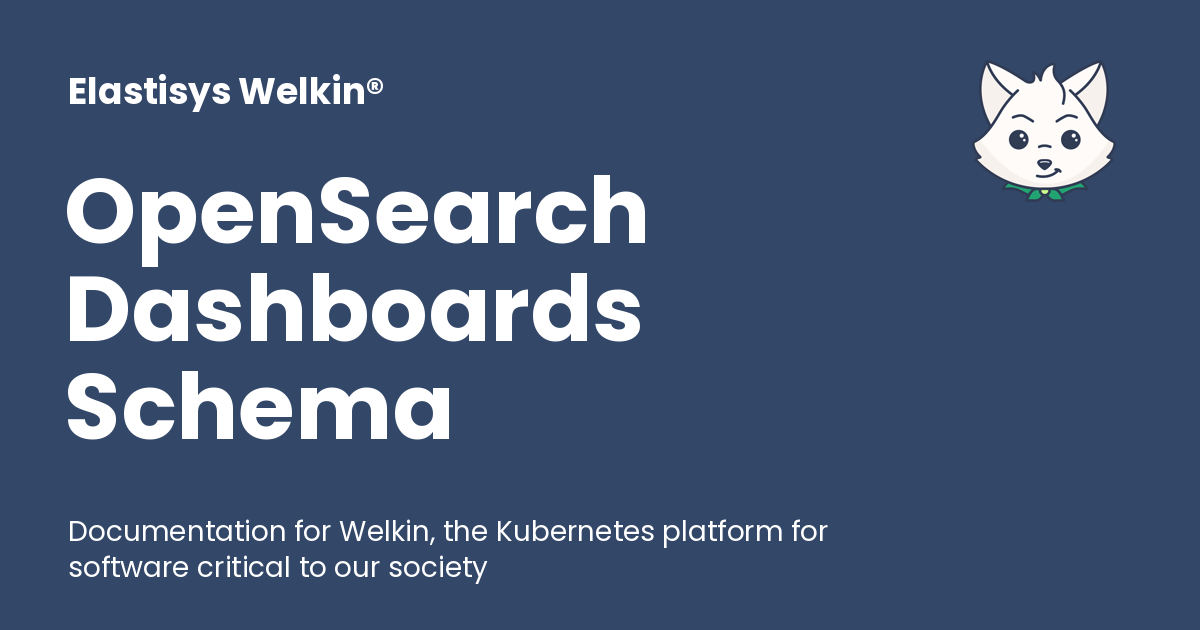 Elastisys Welkin®
OpenSearch
Dashboards
Schema
Documentation for Welkin, the Kubernetes platform for
software critical to our society